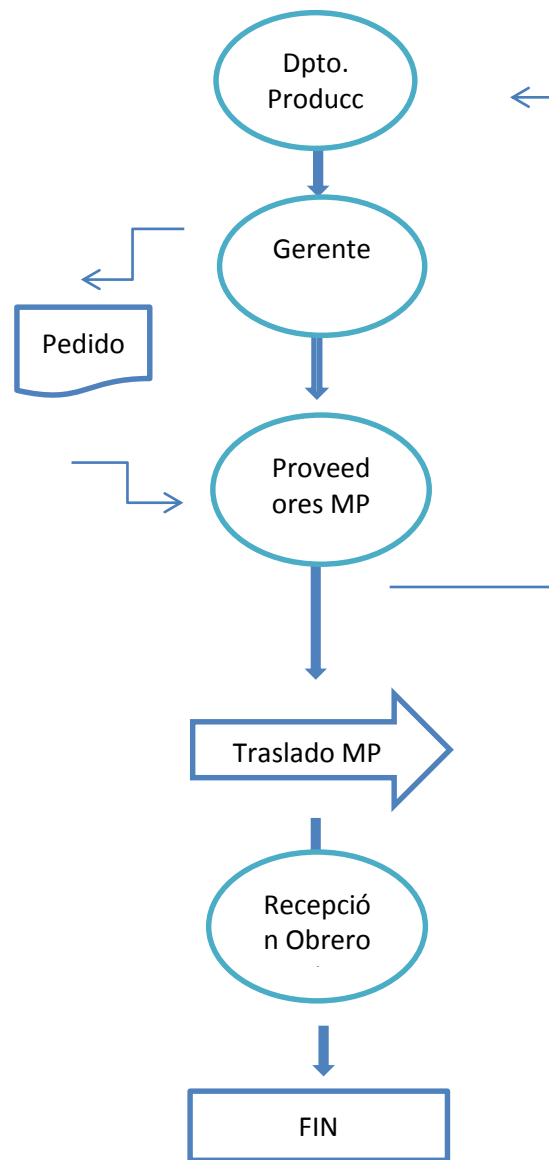 Dpto.
Producc
Gerente
Pedido
Proveed
ores MP
Traslado MP
Recepció
n Obrero
FIN